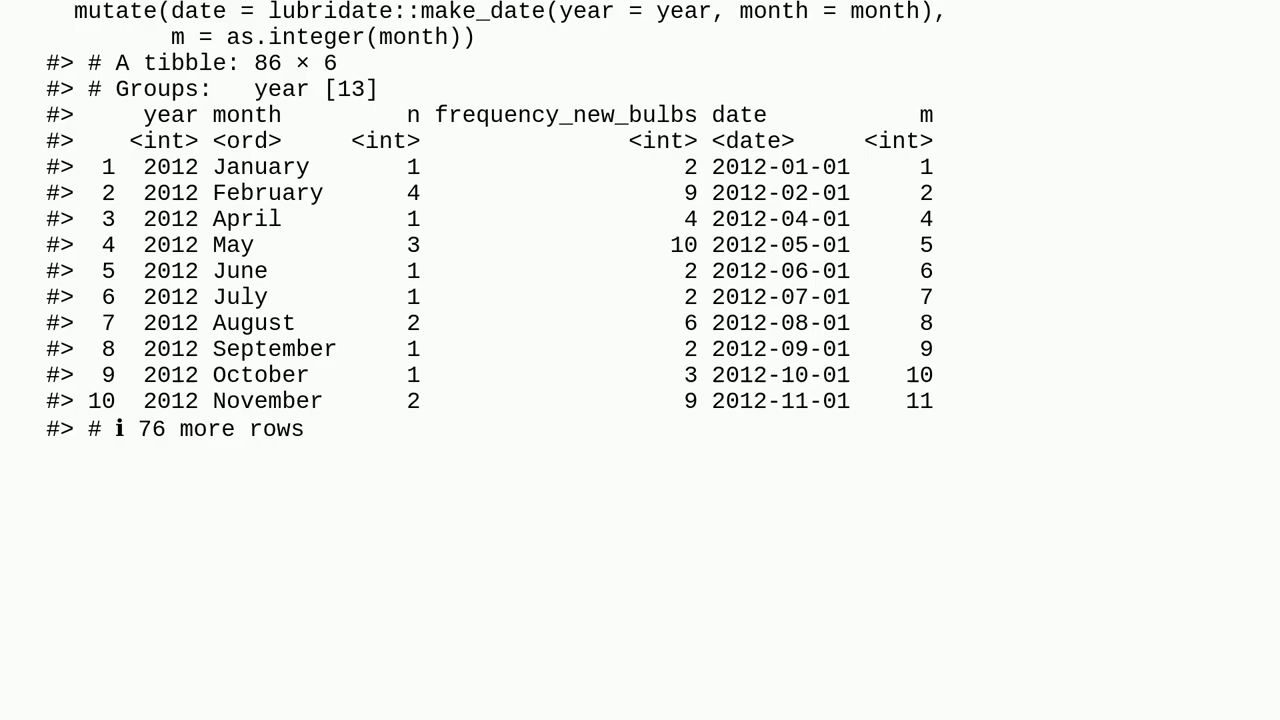 mutate(date = lubridate::make_date(year = year, month = month),
m = as.integer(month))
#> # A tibble: 86 × 6
#> # Groups:   year [13]
#>     year month         n frequency_new_bulbs date           m
#>    <int> <ord>     <int>               <int> <date>     <int>
#>  1  2012 January       1                   2 2012-01-01     1
#>  2  2012 February      4                   9 2012-02-01     2
#>  3  2012 April         1                   4 2012-04-01     4
#>  4  2012 May           3                  10 2012-05-01     5
#>  5  2012 June          1                   2 2012-06-01     6
#>  6  2012 July          1                   2 2012-07-01     7
#>  7  2012 August        2                   6 2012-08-01     8
#>  8  2012 September     1                   2 2012-09-01     9
#>  9  2012 October       1                   3 2012-10-01    10
#> 10  2012 November      2                   9 2012-11-01    11
#> # ℹ 76 more rows